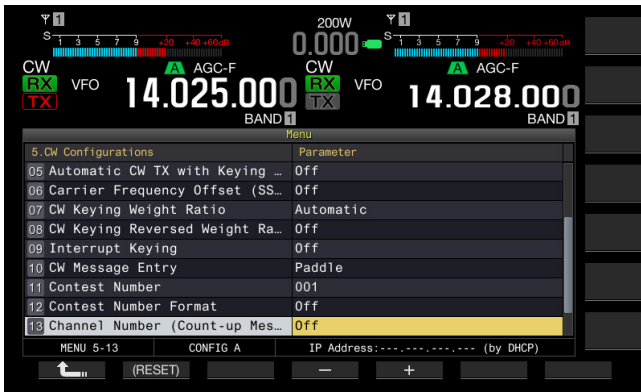 1 200W 1
S 1 3 5 7 9 +20 +40 +60dB 0.000 S 1 3 5 7 9 +20 +40 +60dB
CW A AGC-F CW A AGC-F
RX VFO 14.025.000 RX VFO 14.028.000
TX TX
BAND 1 BAND 1
Menu
5.CW Configurations Parameter
05 Automatic CW TX with Keying … Off
06 Carrier Frequency Offset (SS… Off
07 CW Keying Weight Ratio Automatic
08 CW Keying Reversed Weight Ra… Off
09 Interrupt Keying Off
10 CW Message Entry Paddle
11 Contest Number 001
12 Contest Number Format Off
13 Channel Number (Count-up Mes… Off
MENU 5-13 CONFIG A IP Address:---.---.---.--- (by DHCP)
(RESET) − +